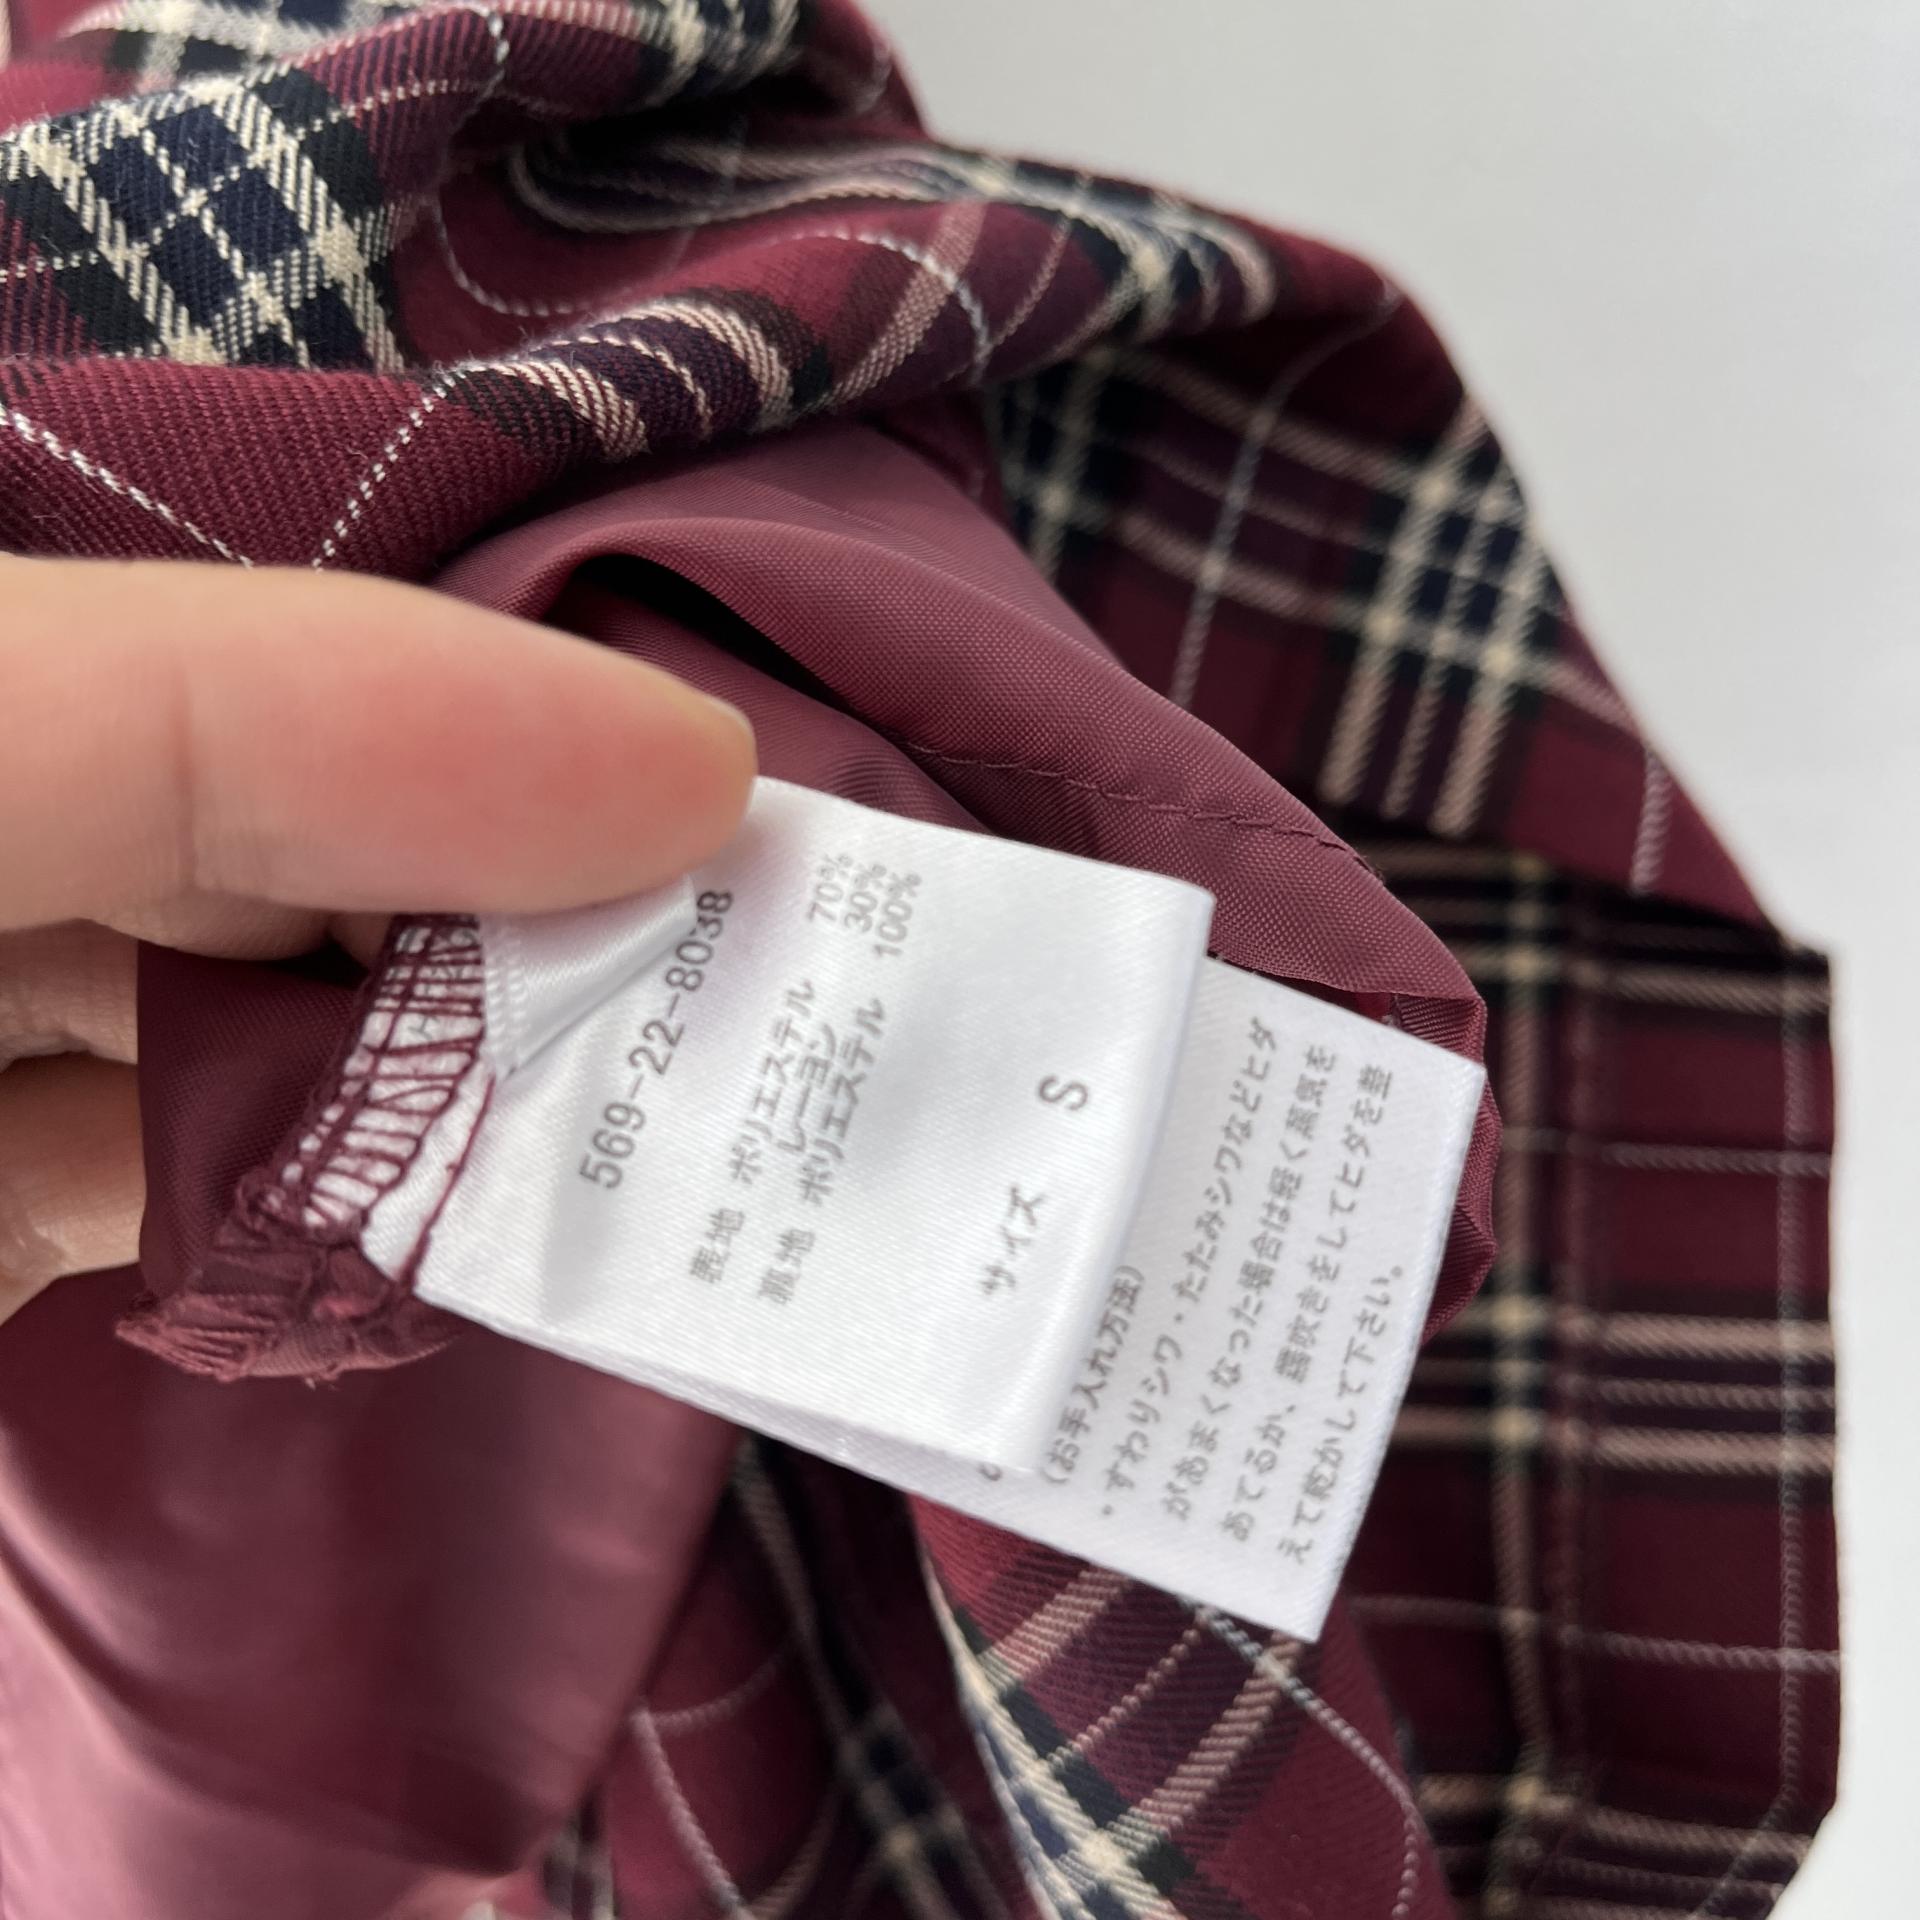 569-22-8038
表地 ポリエステル 70%
レーヨン 30%
裏地 ポリエステル 100%
サイズ S
(お手入れ方法)
・すわりシワ・たたみシワなどヒダ
があまくなった場合は軽く蒸気を
あてるか、霧吹きをしてヒダを整
えて乾かして下さい。